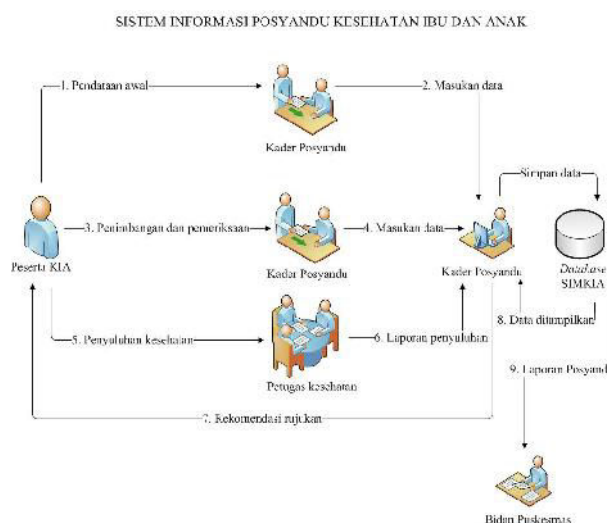 SISTEM INFORMASI POSYANDU KESEHATAN IBU DAN ANAK
1. Pendataan awal
2. Masukan data
Kader Posyandu
Simpan data
3. Penimbangan dan pemeriksaan
4. Masukan data
Peserta KIA
Kader Posyandu
Kader Posyandu
Database
SIMKIA
8. Data ditampilkan
5. Penyuluhan kesehatan
6. Laporan penyuluhan
Petugas kesehatan
9. Laporan Posyand
7. Rekomendasi rujukan
Bidan Puskesmas